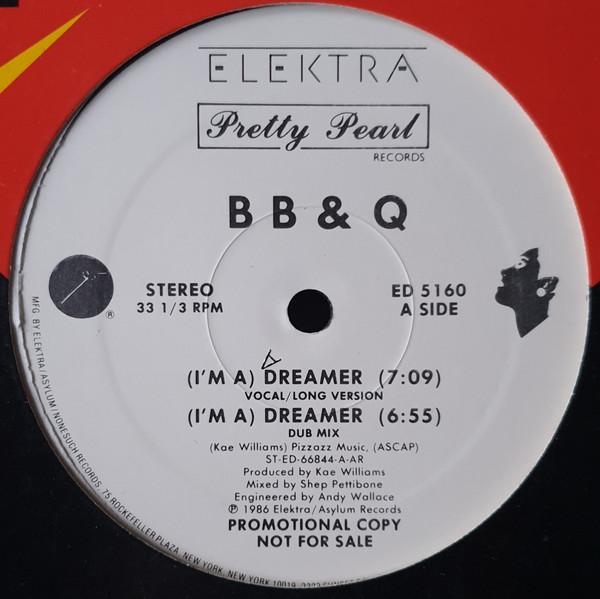 ELEKTRA
Pretty Pearl
RECORDS
B B & Q
STEREO
33 1/3 RPM
®
ED 5160
A SIDE
(I'M A) DREAMER (7:09)
VOCAL/LONG VERSION
(I'M A) DREAMER (6:55)
DUB MIX
(Kae Williams) Pizzazz Music, (ASCAP)
ST-ED-66844-A-AR
Produced by Kae Williams
Mixed by Shep Pettibone
Engineered by Andy Wallace
℗ 1986 Elektra/Asylum Records
PROMOTIONAL COPY
NOT FOR SALE
MFG. BY ELEKTRA/ASYLUM/NONESUCH RECORDS, 75 ROCKEFELLER PLAZA, NEW YORK, NEW YORK 10019